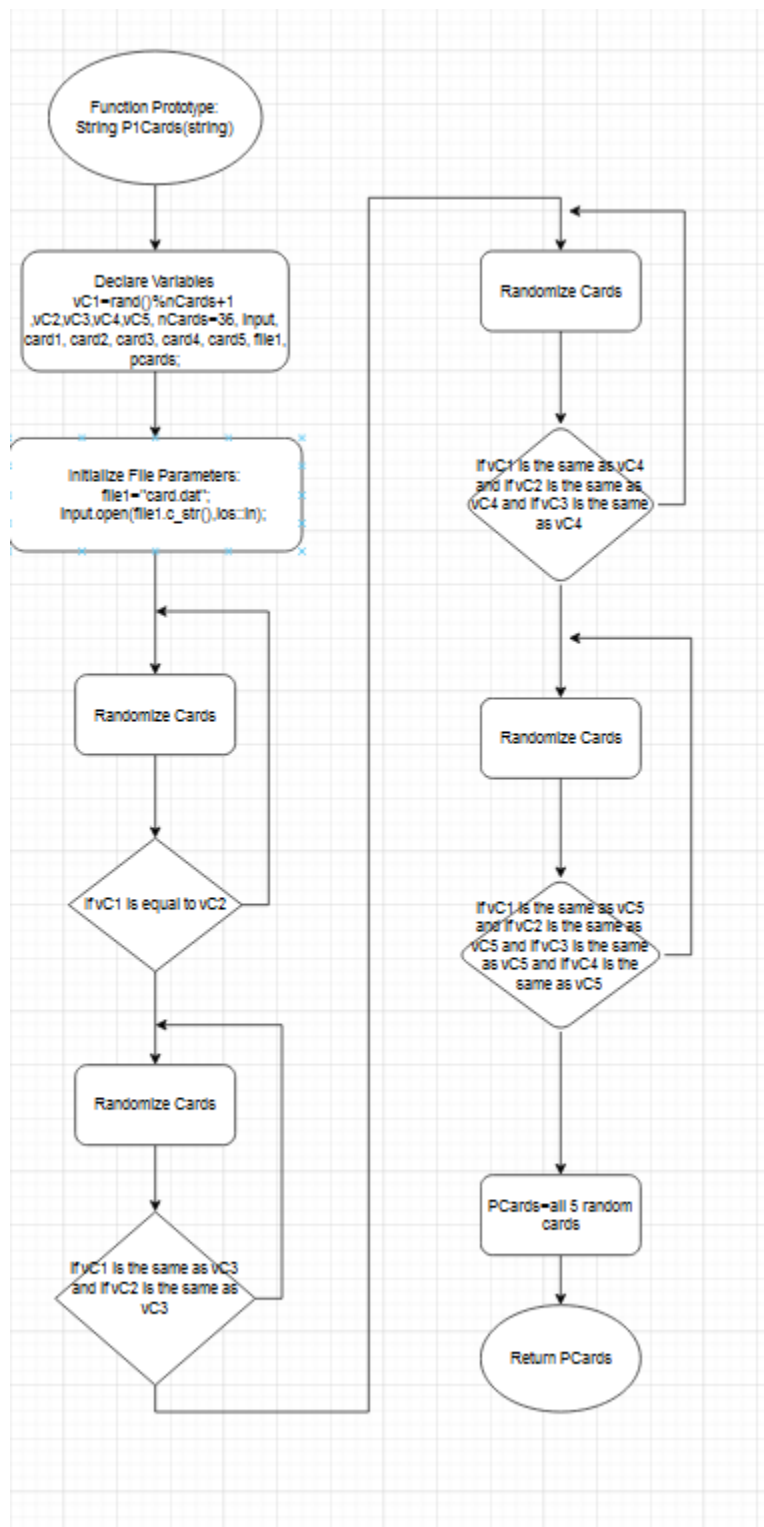 Function Prototype:
String P1Cards(string)
Declare Variables
vC1=rand()%nCards+1
,vC2,vC3,vC4,vC5, nCards=36, input,
card1, card2, card3, card4, card5, file1,
pcards;
Initialize File Parameters:
file1="card.dat";
input.open(file1.c_str(),ios::in);
Randomize Cards
If vC1 is equal to vC2
Randomize Cards
If vC1 is the same as vC3
and if vC2 is the same as
vC3
Randomize Cards
If vC1 is the same as vC4
and if vC2 is the same as
vC4 and if vC3 is the same
as vC4
Randomize Cards
If vC1 is the same as vC5
and if vC2 is the same as
vC5 and if vC3 is the same
as vC5 and if vC4 is the
same as vC5
PCards=all 5 random
cards
Return PCards